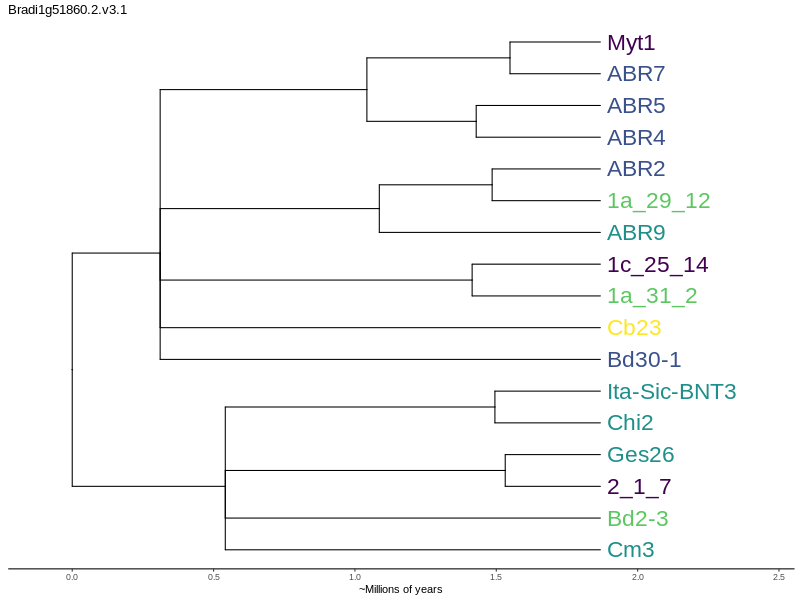 Bradi1g51860.2.v3.1
Myt1
ABR7
ABR5
ABR4
ABR2
1a_29_12
ABR9
1c_25_14
1a_31_2
Cb23
Bd30-1
Ita-Sic-BNT3
Chi2
Ges26
2_1_7
Bd2-3
Cm3
0.0 0.5 1.0 1.5 2.0 2.5
~Millions of years